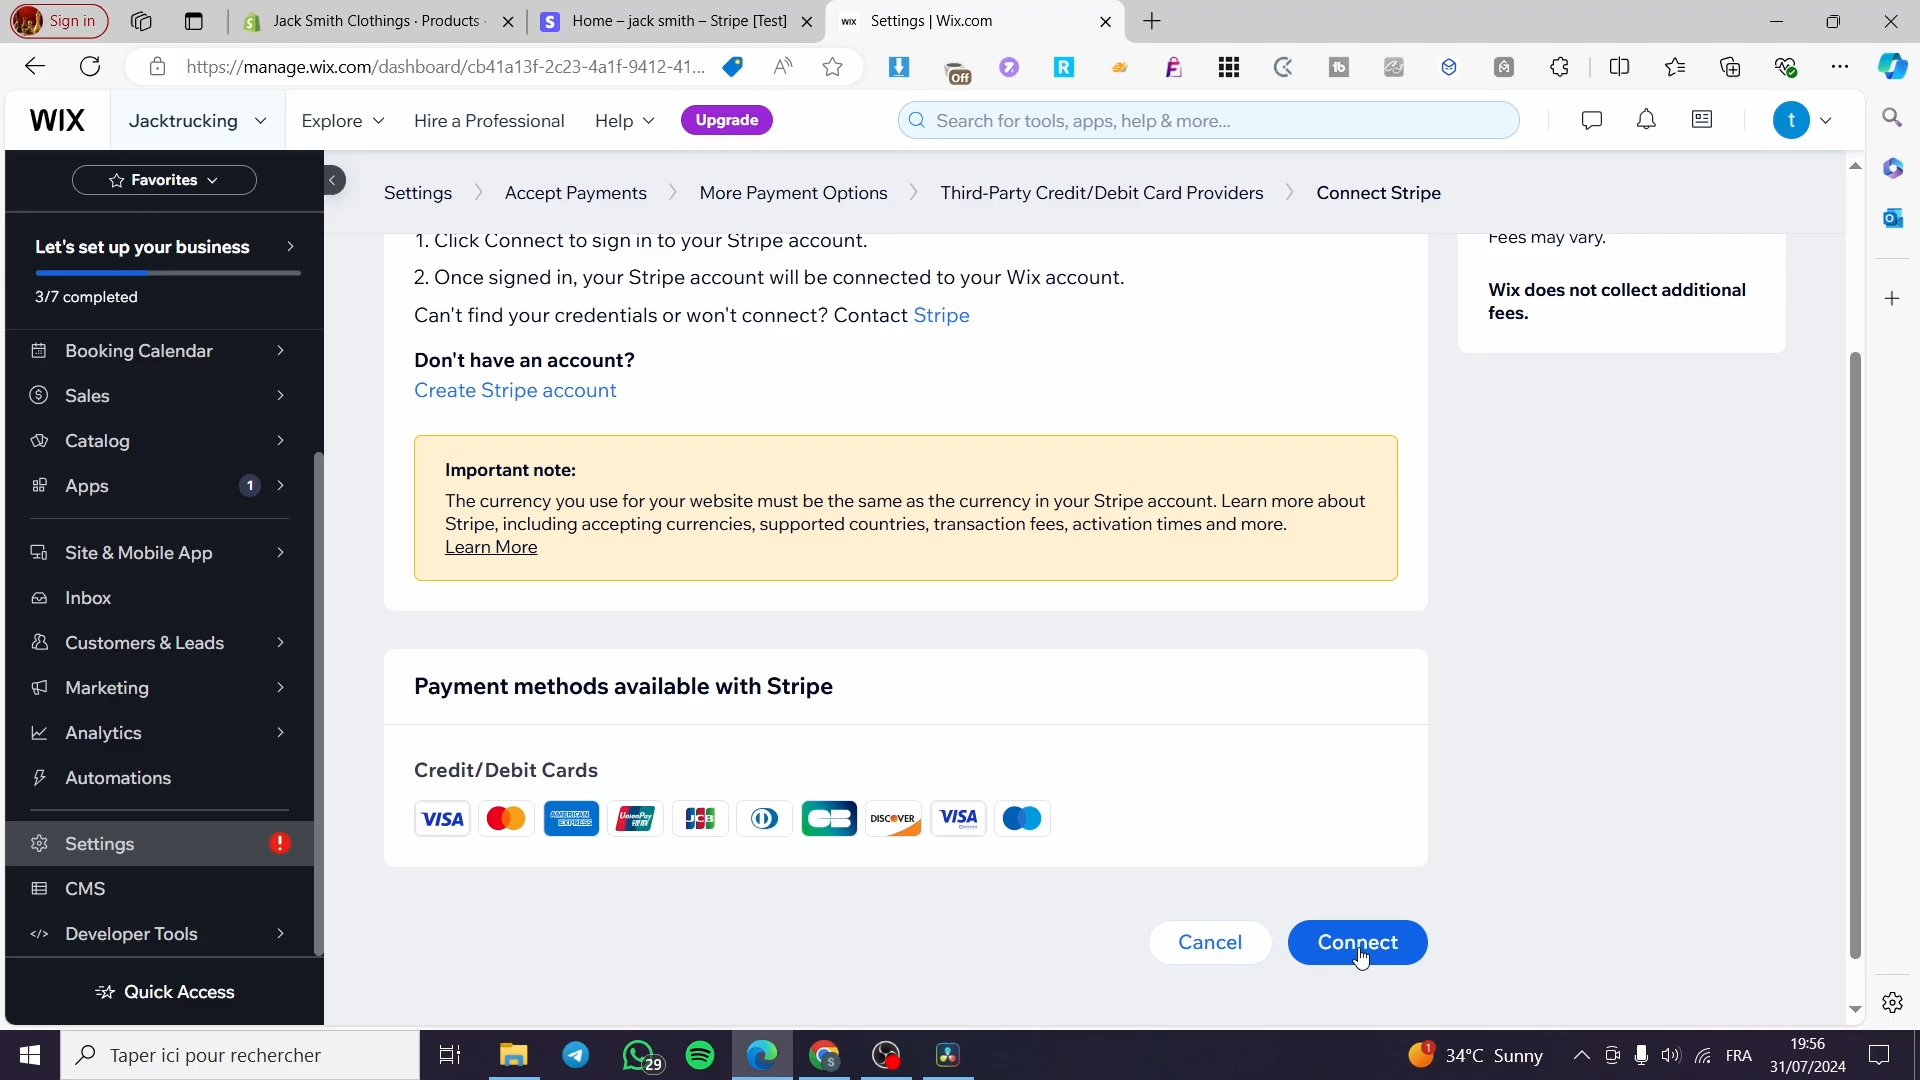 Sign in
Jack Smith Clothings · Products ·
Home – jack smith – Stripe [Test]
WIX
Settings | Wix.com
https://manage.wix.com/dashboard/cb41a13f-2c23-4a1f-9412-41...
Off
WIX
Jacktrucking
Explore
Hire a Professional
Help
Upgrade
Search for tools, apps, help & more...
t
Favorites
Let's set up your business
3/7 completed
Booking Calendar
Sales
Catalog
Apps
1
Site & Mobile App
Inbox
Customers & Leads
Marketing
Analytics
Automations
Settings
!
CMS
Developer Tools
Quick Access
Settings
Accept Payments
More Payment Options
Third-Party Credit/Debit Card Providers
Connect Stripe
1. Click Connect to sign in to your Stripe account.
2. Once signed in, your Stripe account will be connected to your Wix account.
Can't find your credentials or won't connect? Contact Stripe
Don't have an account?
Create Stripe account
Important note:
The currency you use for your website must be the same as the currency in your Stripe account. Learn more about
Stripe, including accepting currencies, supported countries, transaction fees, activation times and more.
Learn More
Fees may vary.
Wix does not collect additional
fees.
Payment methods available with Stripe
Credit/Debit Cards
VISA
AMERICAN
EXPRESS
UnionPay
JCB
CB
DISCOVER
VISA
Electron
Cancel
Connect
Taper ici pour rechercher
29
1
34°C Sunny
FRA
19:56
31/07/2024